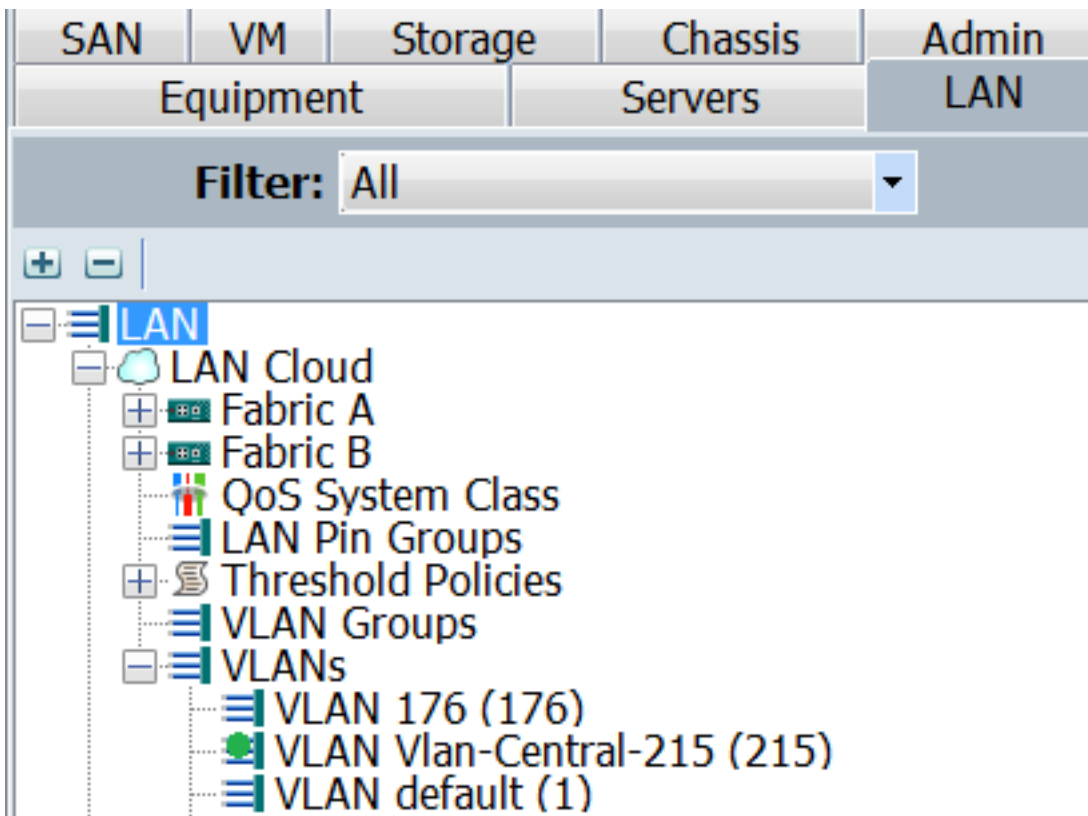 SAN VM Storage Chassis Admin
Equipment Servers LAN
Filter: All
LAN
LAN Cloud
Fabric A
Fabric B
QoS System Class
LAN Pin Groups
Threshold Policies
VLAN Groups
VLANs
VLAN 176 (176)
VLAN Vlan-Central-215 (215)
VLAN default (1)